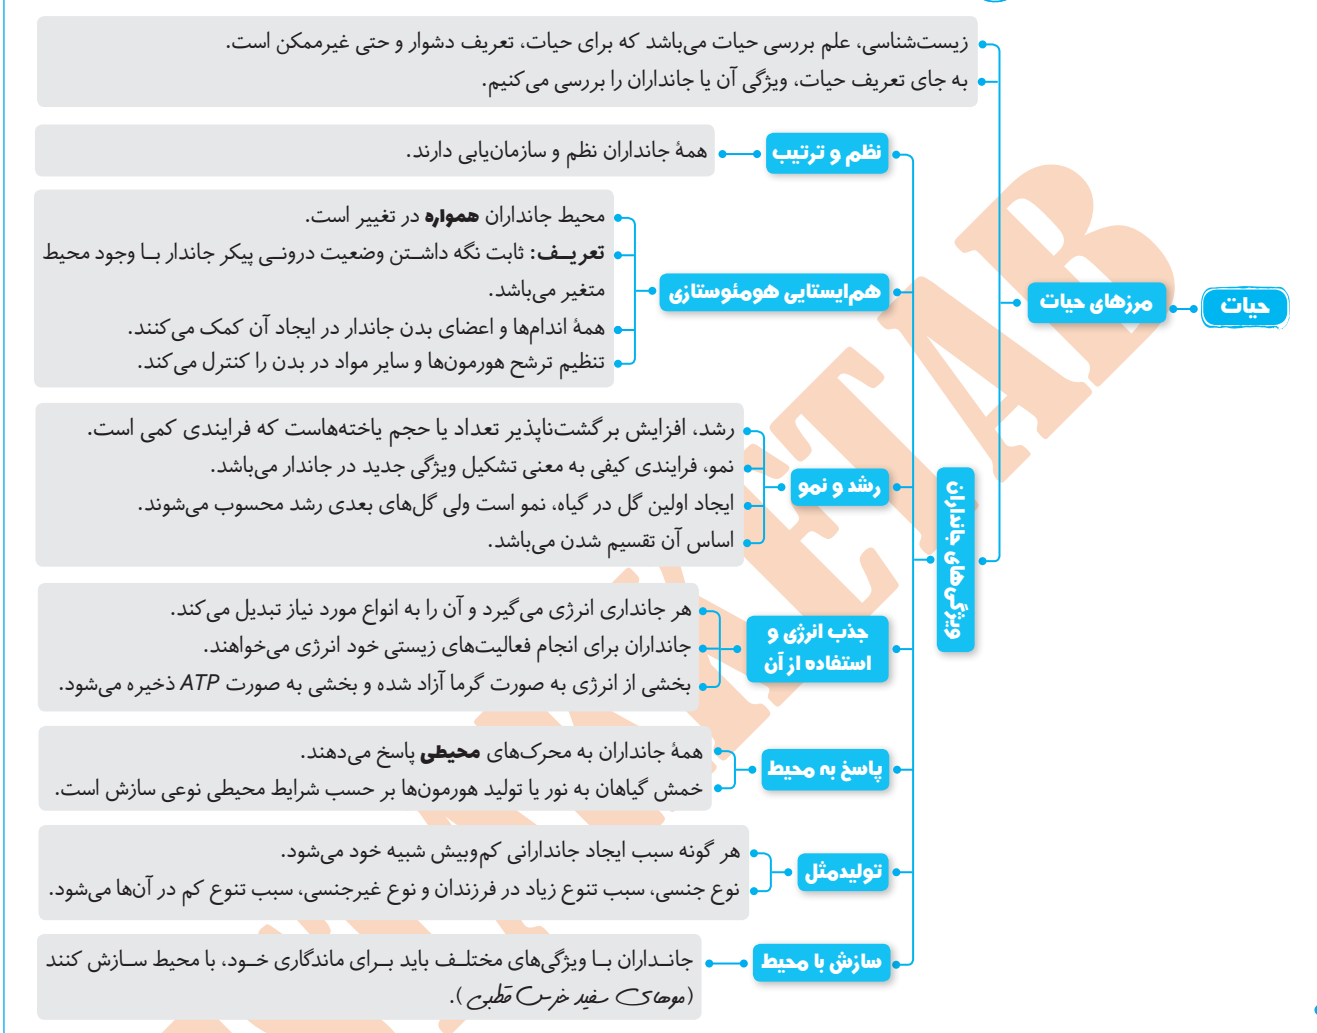 حیات
مرزهای حیات
زیست‌شناسی، علم بررسی حیات می‌باشد که برای حیات، تعریف دشوار و حتی غیرممکن است.
به جای تعریف حیات، ویژگی آن یا جانداران را بررسی می‌کنیم.
ویژگی‌های جانداران
نظم و ترتیب
همهٔ جانداران نظم و سازمان‌یابی دارند.
هم‌ایستایی هومئوستازی
محیط جانداران همواره در تغییر است.
تعریف: ثابت نگه داشتن وضعیت درونی پیکر جاندار با وجود محیط
متغیر می‌باشد.
همهٔ اندام‌ها و اعضای بدن جاندار در ایجاد آن کمک می‌کنند.
تنظیم ترشح هورمون‌ها و سایر مواد در بدن را کنترل می‌کند.
رشد و نمو
رشد، افزایش برگشت‌ناپذیر تعداد یا حجم یاخته‌هاست که فرایندی کمی است.
نمو، فرایندی کیفی به معنی تشکیل ویژگی جدید در جاندار می‌باشد.
ایجاد اولین گل در گیاه، نمو است ولی گل‌های بعدی رشد محسوب می‌شوند.
اساس آن تقسیم شدن می‌باشد.
جذب انرژی و
استفاده از آن
هر جانداری انرژی می‌گیرد و آن را به انواع مورد نیاز تبدیل می‌کند.
جانداران برای انجام فعالیت‌های زیستی خود انرژی می‌خواهند.
بخشی از انرژی به صورت گرما آزاد شده و بخشی به صورت ATP ذخیره می‌شود.
پاسخ به محیط
همهٔ جانداران به محرک‌های محیطی پاسخ می‌دهند.
خمش گیاهان به نور یا تولید هورمون‌ها بر حسب شرایط محیطی نوعی سازش است.
تولیدمثل
هر گونه سبب ایجاد جاندارانی کم‌وبیش شبیه خود می‌شود.
نوع جنسی، سبب تنوع زیاد در فرزندان و نوع غیرجنسی، سبب تنوع کم در آن‌ها می‌شود.
سازش با محیط
جانداران با ویژگی‌های مختلف باید برای ماندگاری خود، با محیط سازش کنند
(موهای سفید خرس قطبی).